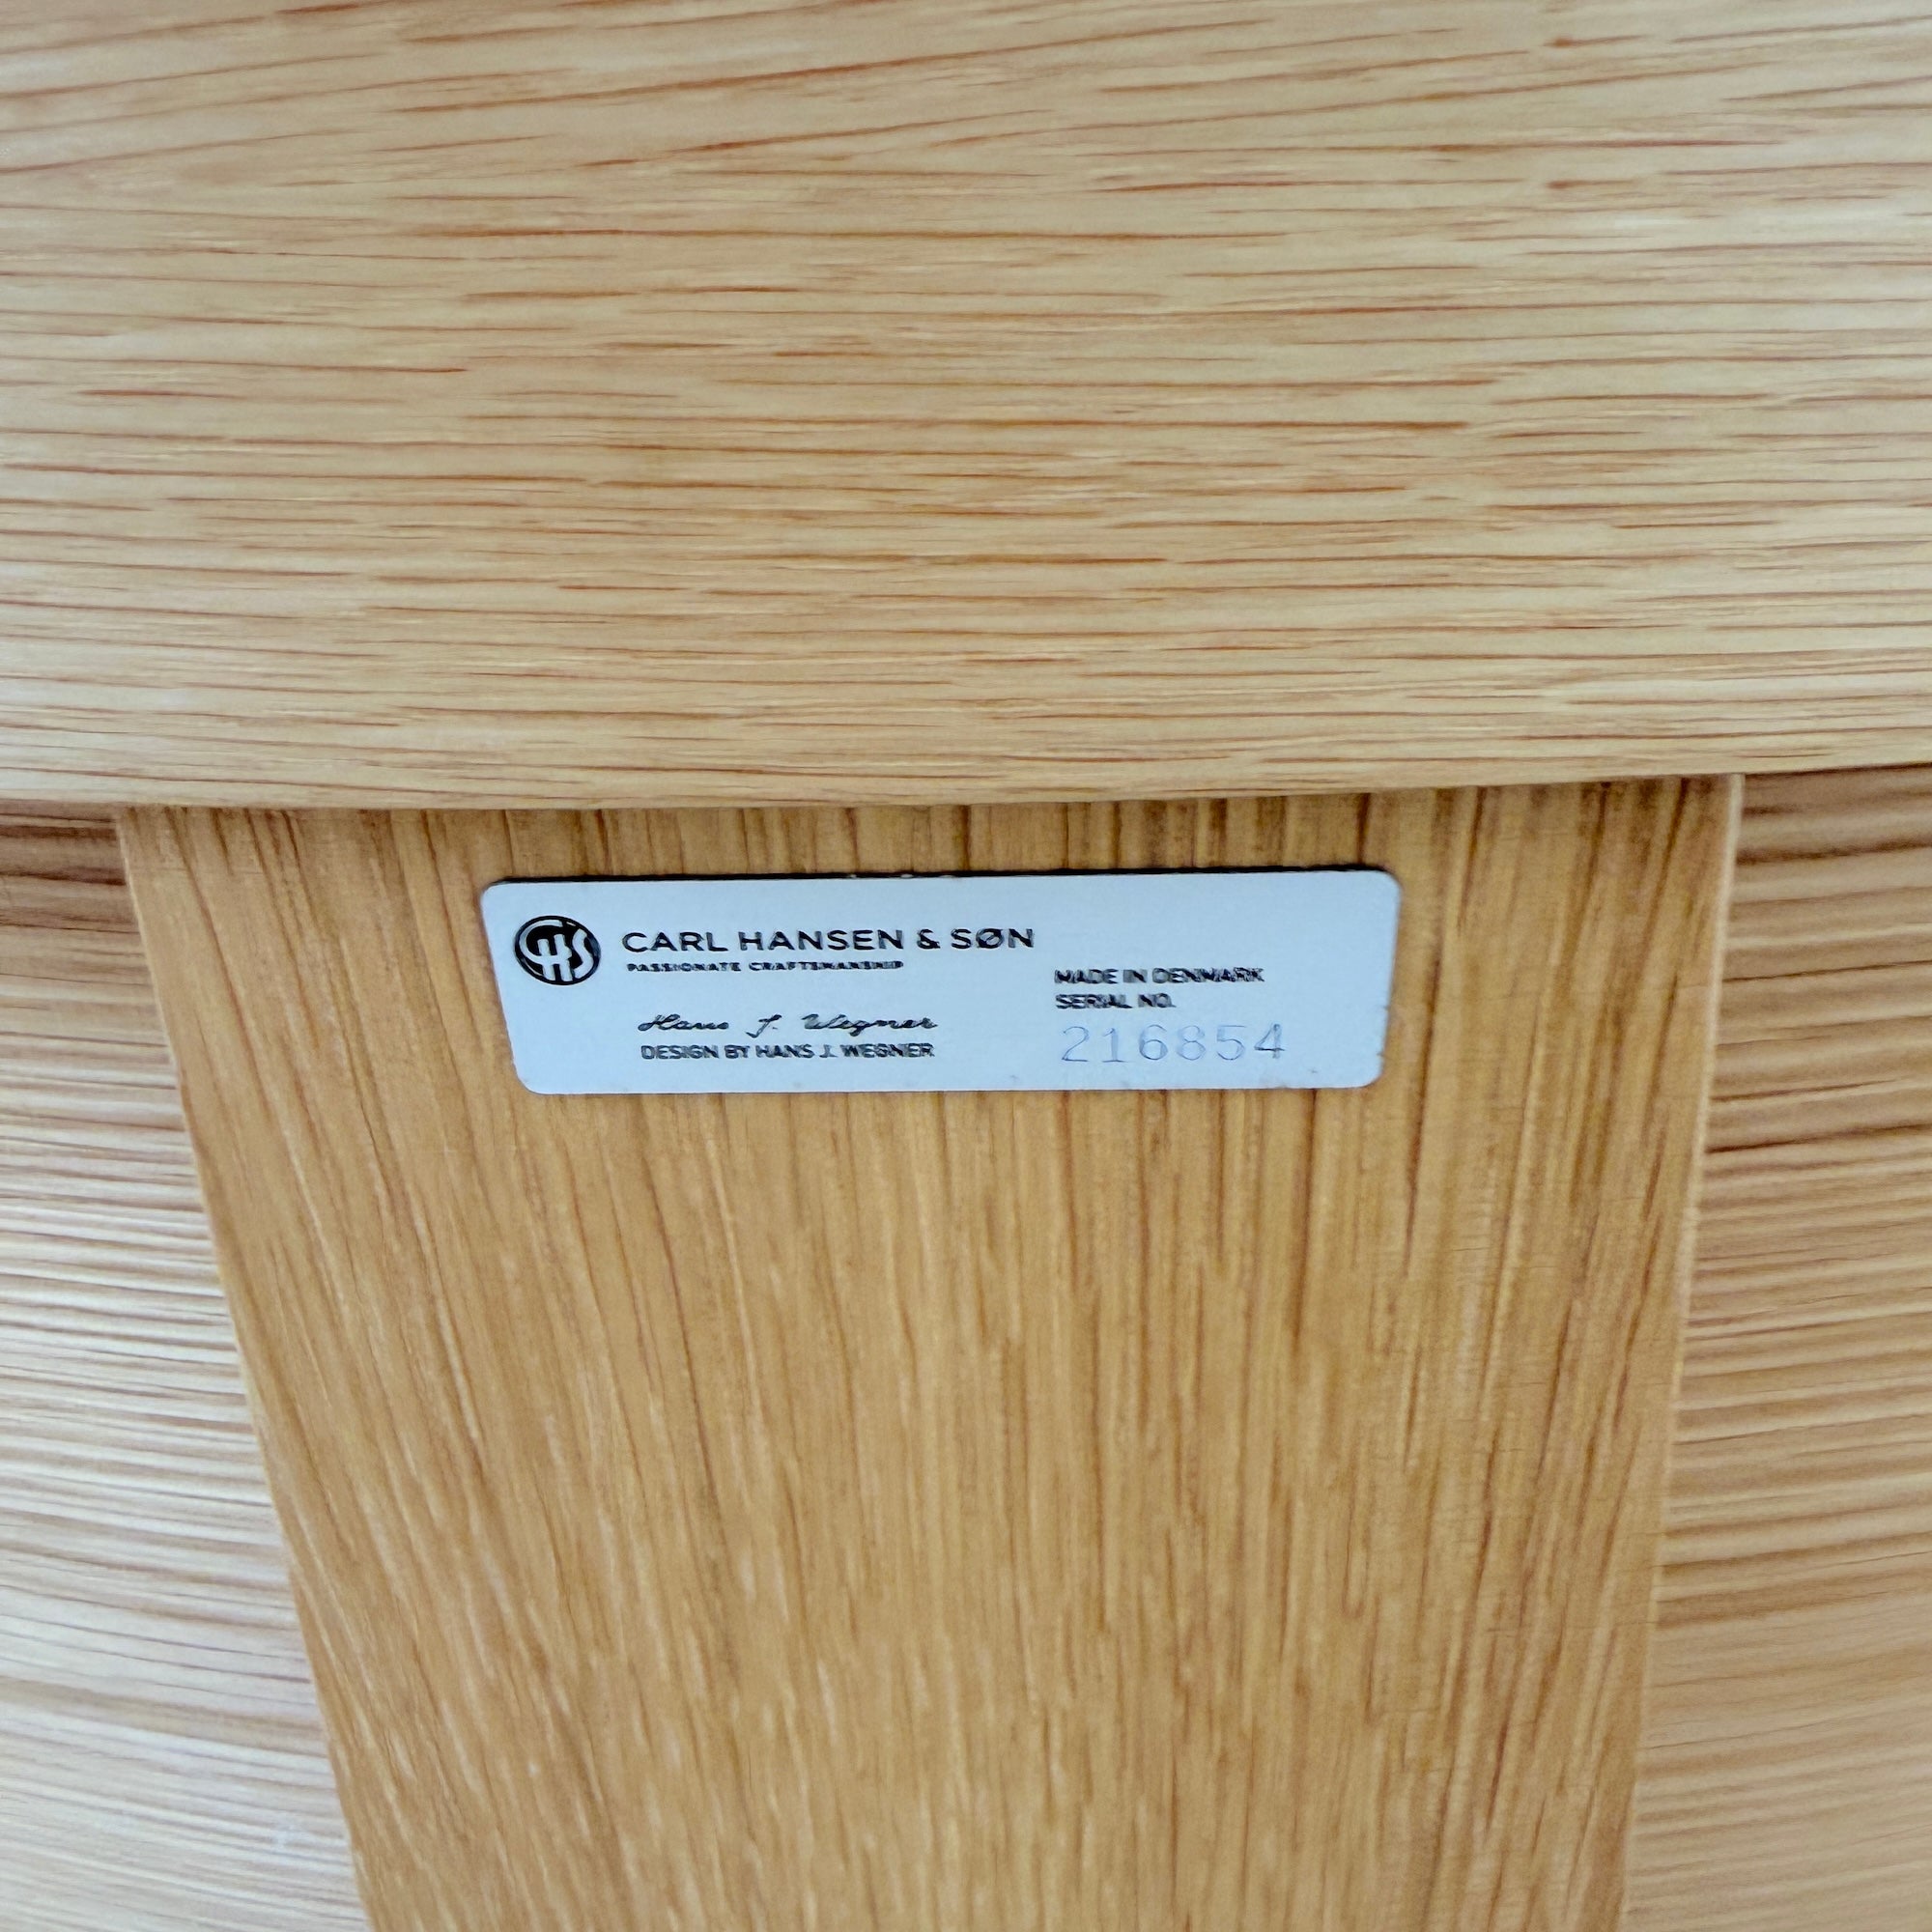 CHS
CARL HANSEN & SØN
PASSIONATE CRAFTSMANSHIP
Hans J. Wegner
DESIGN BY HANS J. WEGNER
MADE IN DENMARK
SERIAL NO.
216854